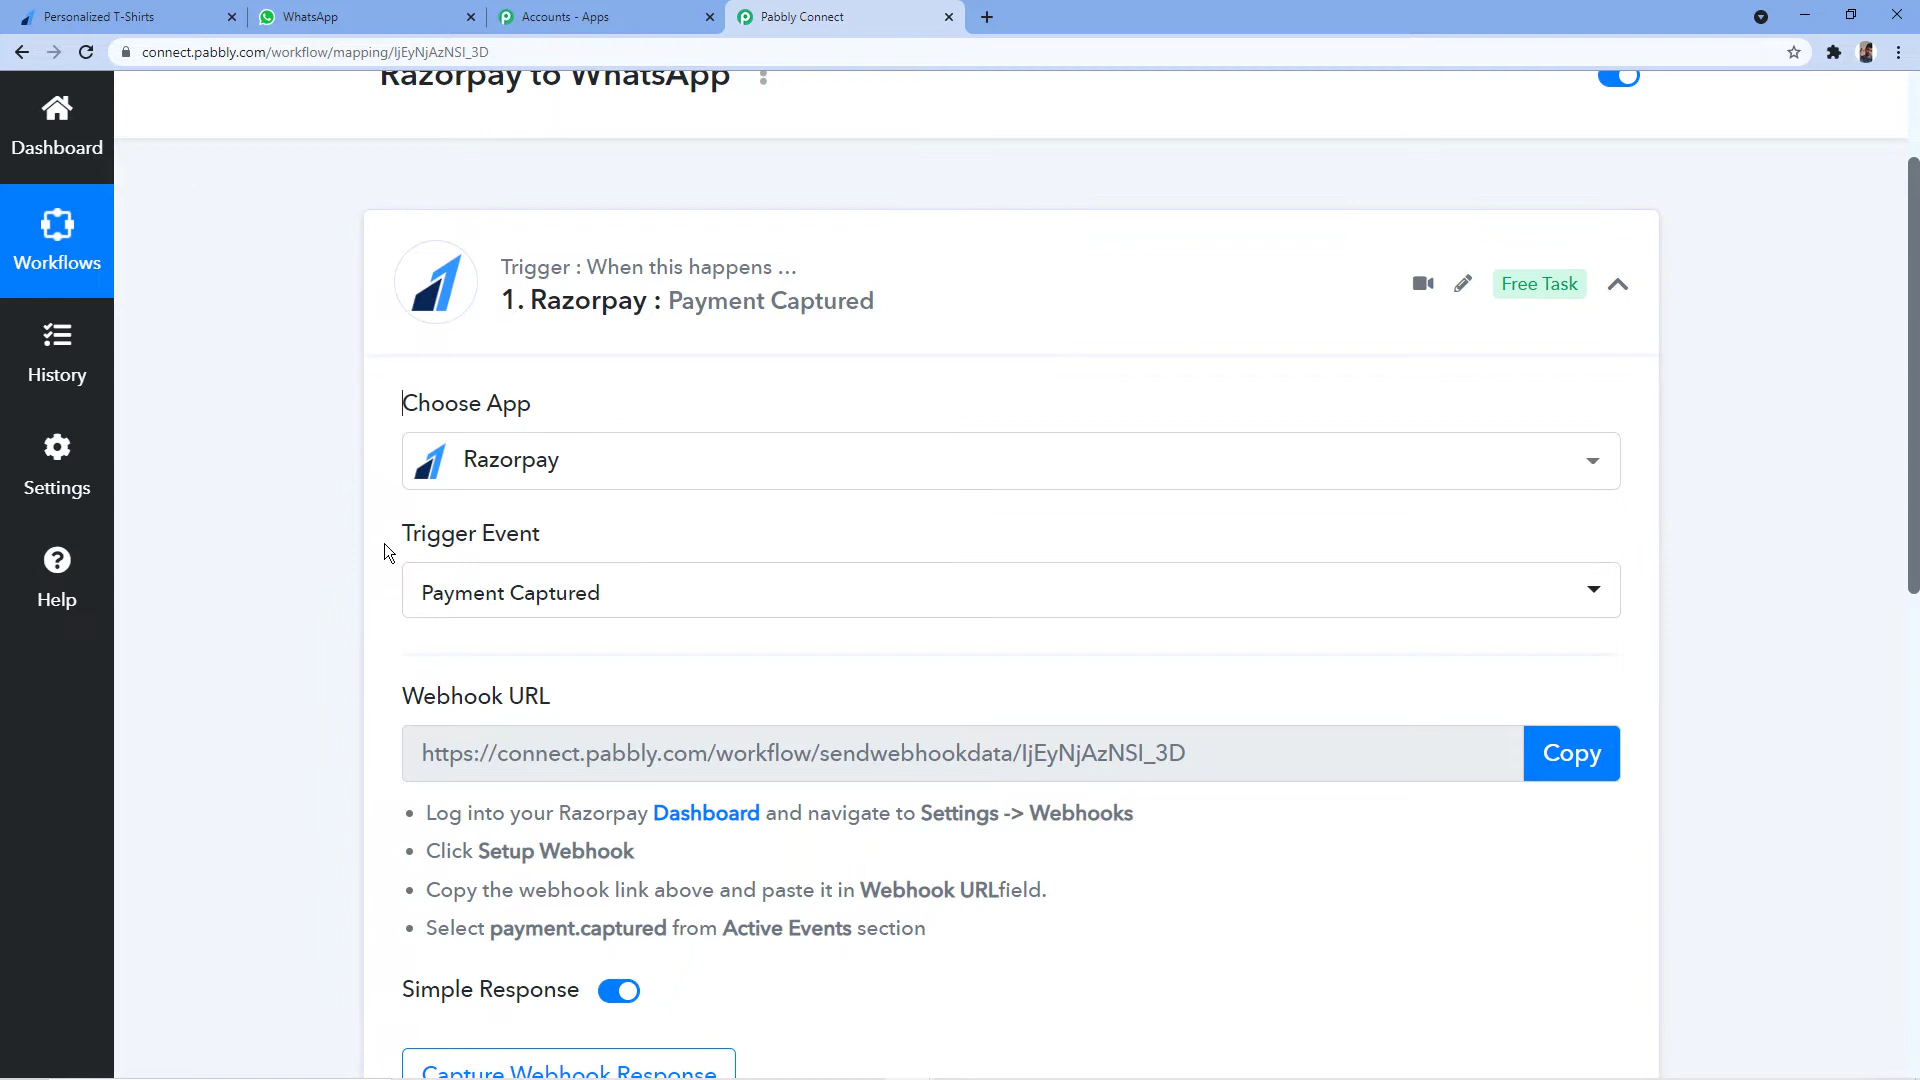 Personalized T-Shirts
WhatsApp
Accounts - Apps
Pabbly Connect
connect.pabbly.com/workflow/mapping/IjEyNjAzNSI_3D
Razorpay to WhatsApp
Dashboard
Workflows
History
Settings
Help
Trigger : When this happens ...
1. Razorpay : Payment Captured
Free Task
Choose App
Razorpay
Trigger Event
Payment Captured
Webhook URL
https://connect.pabbly.com/workflow/sendwebhookdata/IjEyNjAzNSI_3D
Copy
• Log into your Razorpay Dashboard and navigate to Settings -> Webhooks
• Click Setup Webhook
• Copy the webhook link above and paste it in Webhook URLfield.
• Select payment.captured from Active Events section
Simple Response
Capture Webhook Response